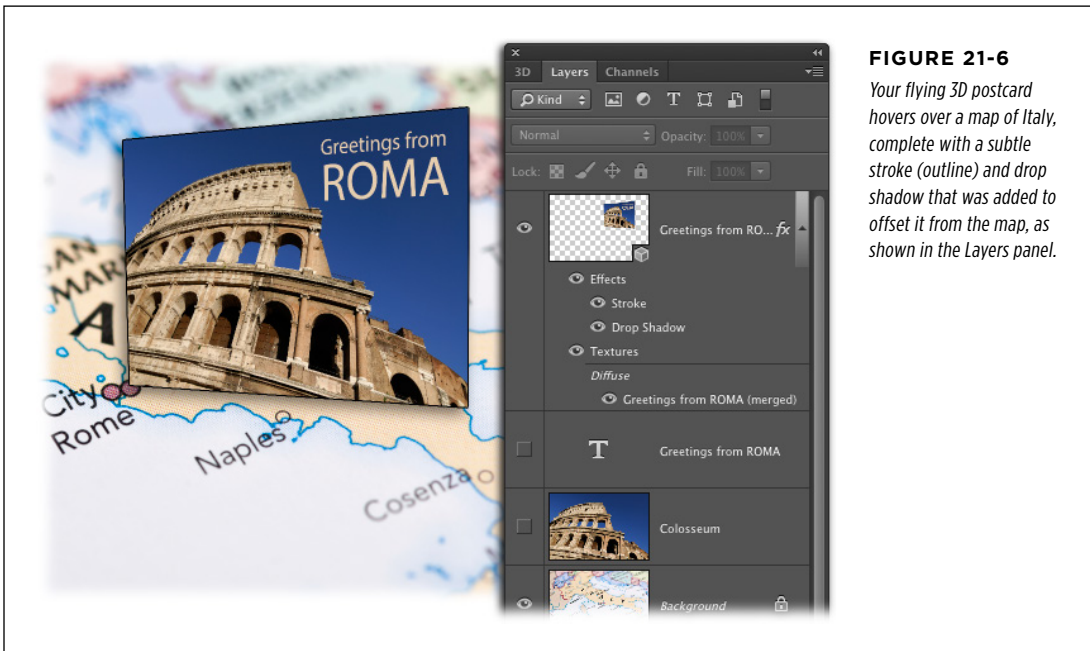 Greetings from
ROMA
SAN
MAR
A
City
Rome
Naples
Cosenza
3D Layers Channels
Kind
Normal Opacity: 100%
Lock: Fill: 100%
Greetings from RO... fx
Effects
Stroke
Drop Shadow
Textures
Diffuse
Greetings from ROMA (merged)
T Greetings from ROMA
Colosseum
Background
FIGURE 21-6
Your flying 3D postcard
hovers over a map of Italy,
complete with a subtle
stroke (outline) and drop
shadow that was added to
offset it from the map, as
shown in the Layers panel.